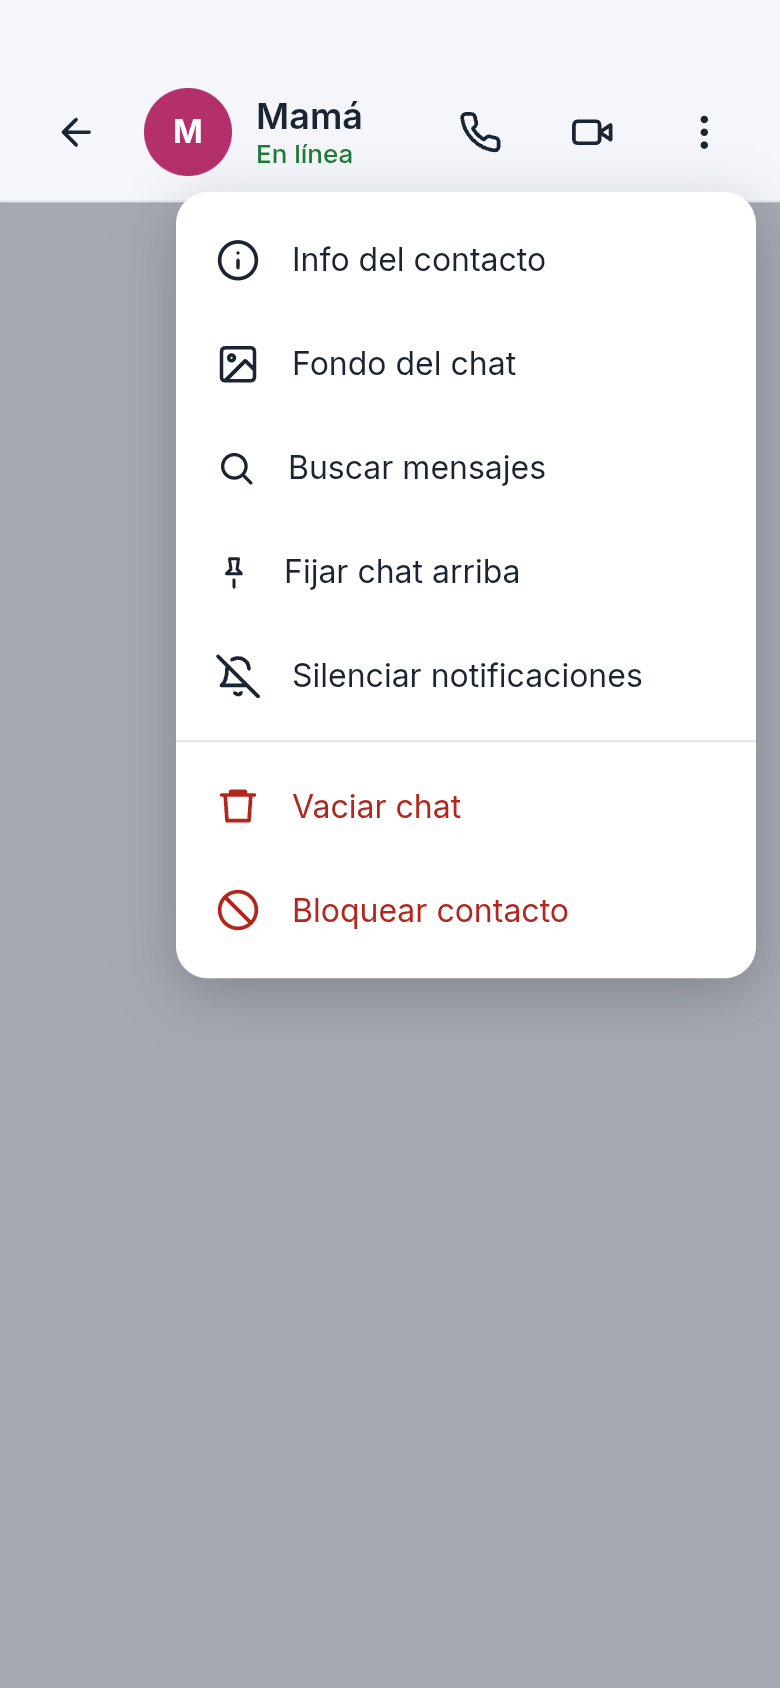 M
Mamá
En línea
Info del contacto
Fondo del chat
Buscar mensajes
Fijar chat arriba
Silenciar notificaciones
Vaciar chat
Bloquear contacto